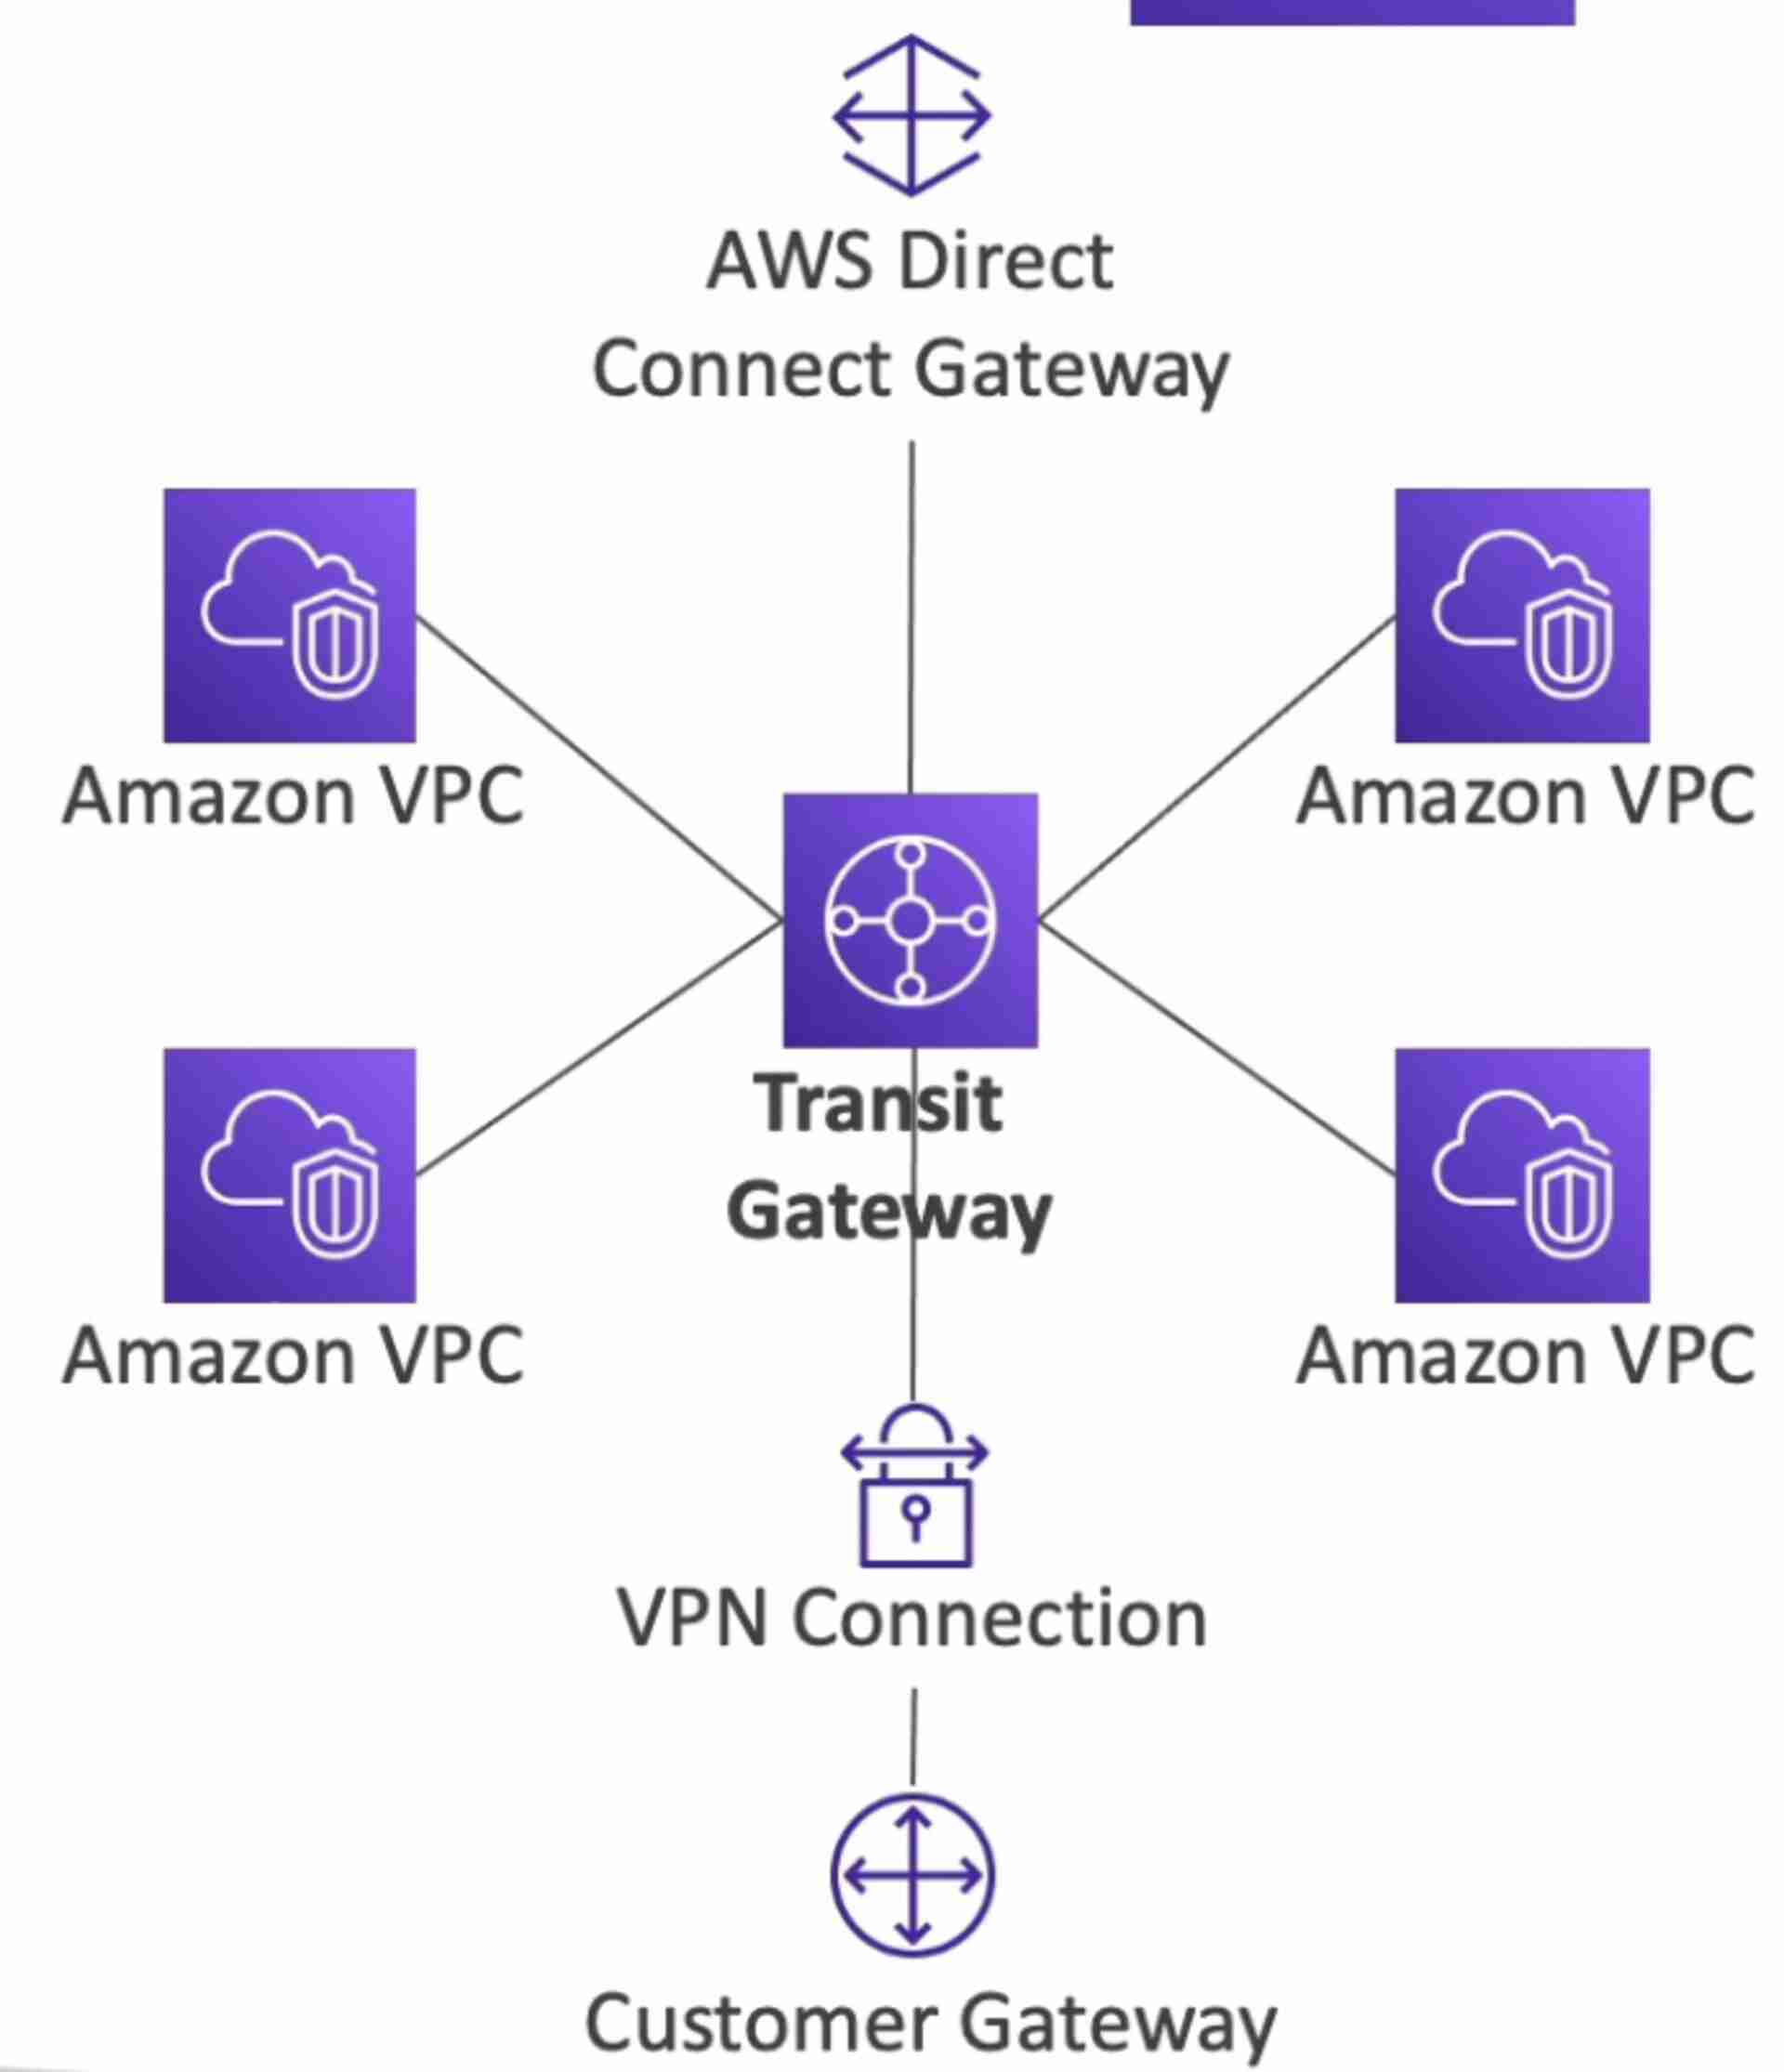 AWS Direct
Connect Gateway
Amazon VPC
Amazon VPC
Transit
Gateway
Amazon VPC
Amazon VPC
VPN Connection
Customer Gateway